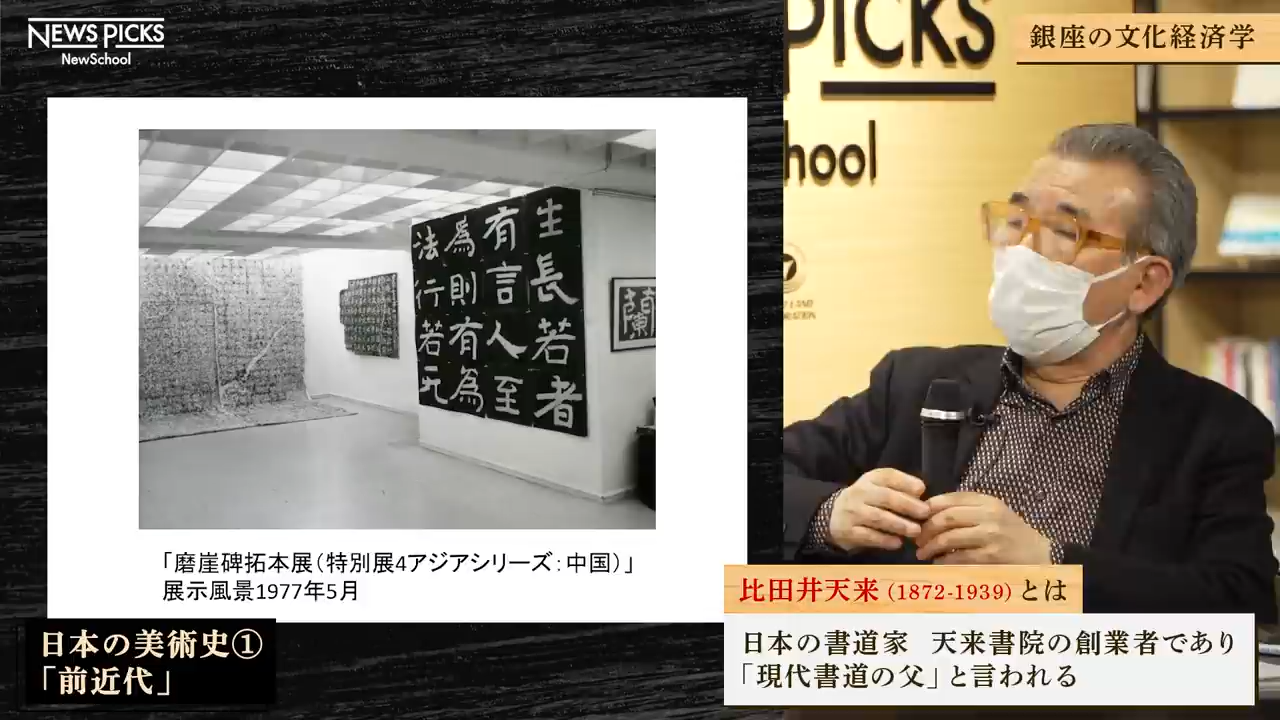 NEWS PICKS
NewSchool
銀座の文化経済学
PICKS
hool
生長若者
有言人至
為則有為
法行若元
蘭
「磨崖碑拓本展（特別展4アジアシリーズ：中国）」
展示風景1977年5月
日本の美術史①
「前近代」
比田井天来（1872-1939）とは
日本の書道家　天来書院の創業者であり
「現代書道の父」と言われる